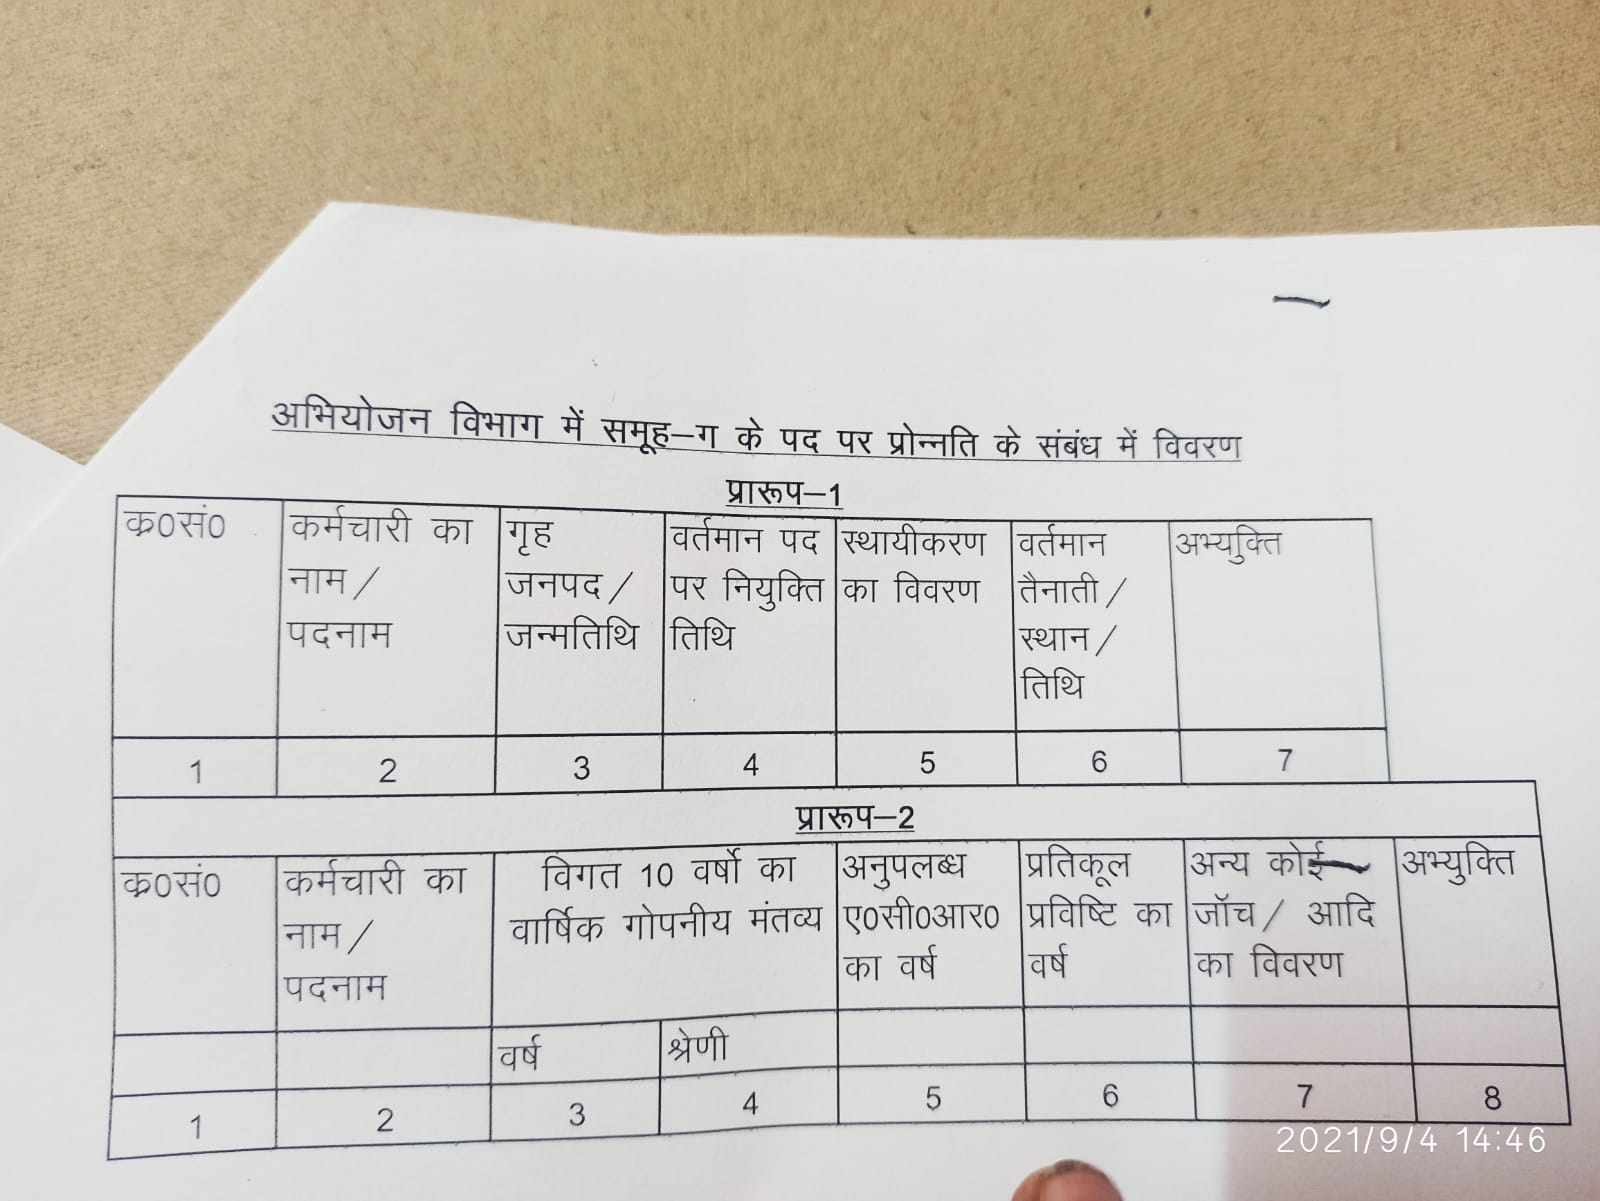 अभियोजन विभाग में समूह–ग के पद पर प्रोन्नति के संबंध में विवरण
प्रारूप–1
क्र0सं0
कर्मचारी का
नाम /
पदनाम
गृह
जनपद /
जन्मतिथि
वर्तमान पद
पर नियुक्ति
तिथि
स्थायीकरण
का विवरण
वर्तमान
तैनाती /
स्थान /
तिथि
अभ्युक्ति
1 2 3 4 5 6 7
प्रारूप–2
क्र0सं0
कर्मचारी का
नाम /
पदनाम
विगत 10 वर्षो का
वार्षिक गोपनीय मंतव्य
अनुपलब्ध
ए0सी0आर0
का वर्ष
प्रतिकूल
प्रविष्टि का
वर्ष
अन्य कोई
जॉच / आदि
का विवरण
अभ्युक्ति
वर्ष श्रेणी
1 2 3 4 5 6 7 8
2021/9/4 14:46